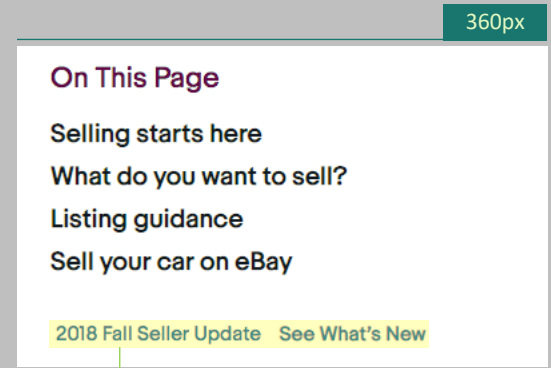 360px
On This Page
Selling starts here
What do you want to sell?
Listing guidance
Sell your car on eBay
2018 Fall Seller Update See What's New